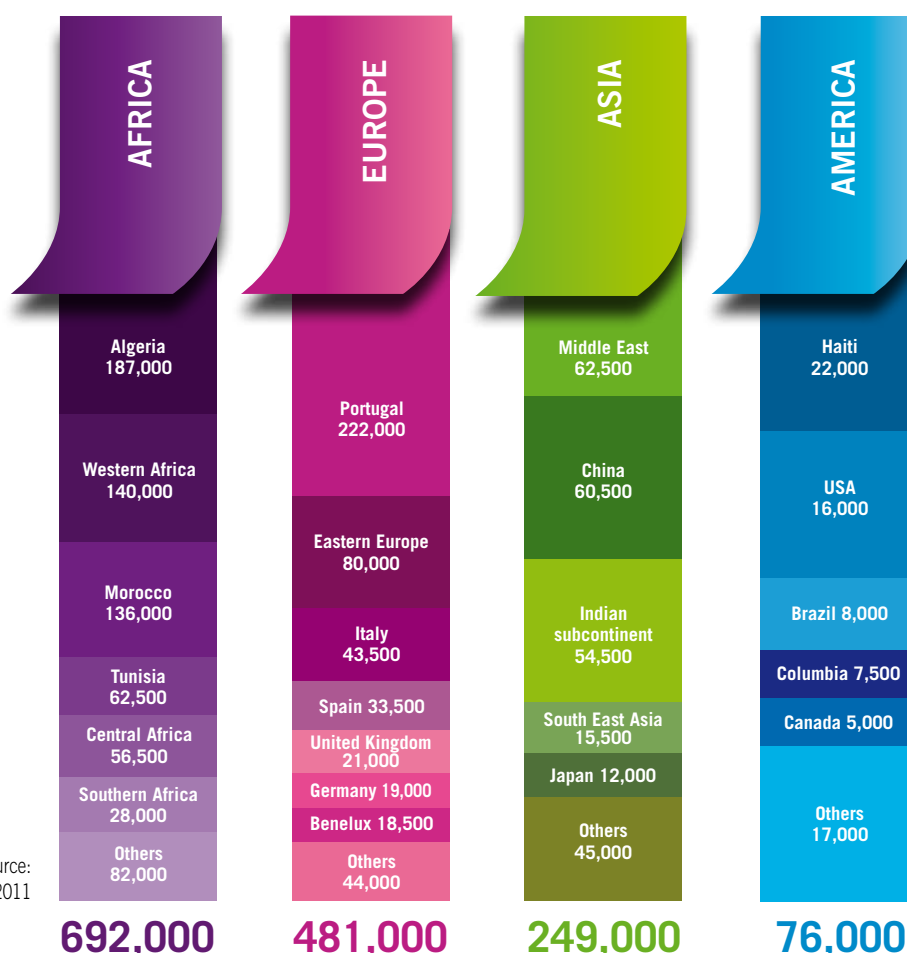 AFRICA
Algeria
187,000
Western Africa
140,000
Morocco
136,000
Tunisia
62,500
Central Africa
56,500
Southern Africa
28,000
Others
82,000
692,000
EUROPE
Portugal
222,000
Eastern Europe
80,000
Italy
43,500
Spain 33,500
United Kingdom
21,000
Germany 19,000
Benelux 18,500
Others
44,000
481,000
ASIA
Middle East
62,500
China
60,500
Indian
subcontinent
54,500
South East Asia
15,500
Japan 12,000
Others
45,000
249,000
AMERICA
Haiti
22,000
USA
16,000
Brazil 8,000
Columbia 7,500
Canada 5,000
Others
17,000
76,000
urce:
2011